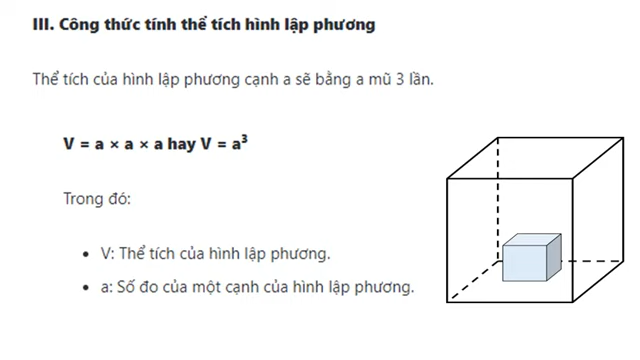 III. Công thức tính thể tích hình lập phương
Thể tích của hình lập phương cạnh a sẽ bằng a mũ 3 lần.
V = a × a × a hay V = a³
Trong đó:
• V: Thể tích của hình lập phương.
• a: Số đo của một cạnh của hình lập phương.